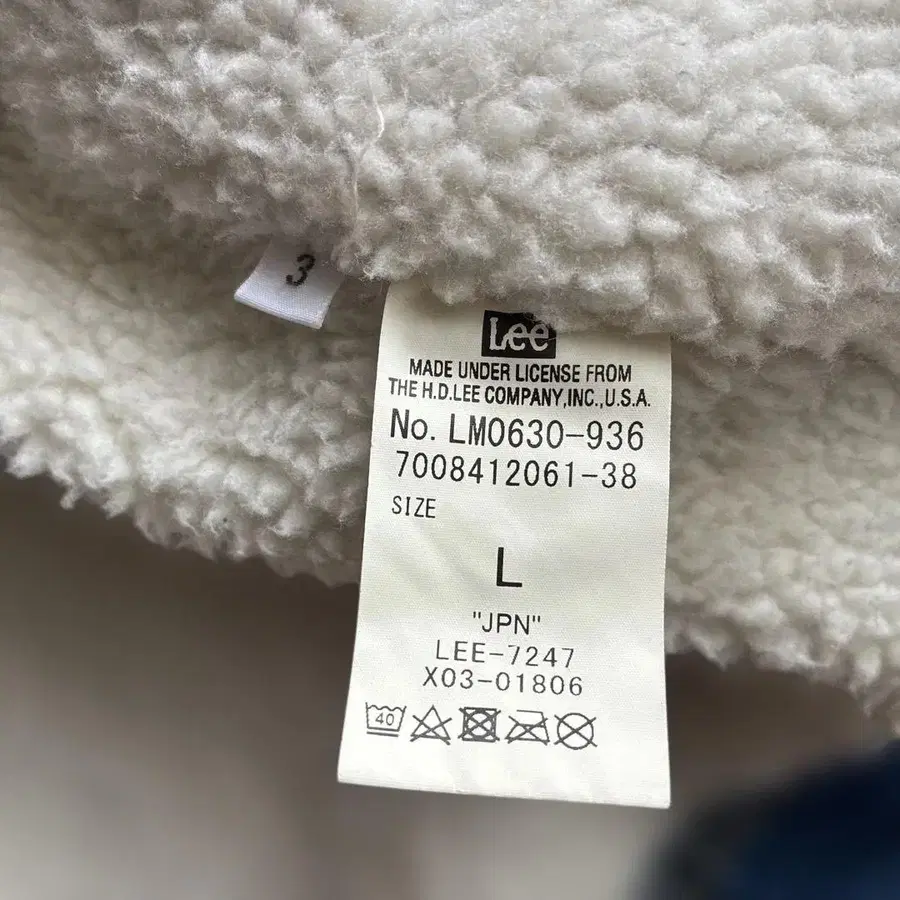 3
Lee
MADE UNDER LICENSE FROM
THE H.D.LEE COMPANY,INC.,U.S.A.
No. LM0630-936
7008412061-38
SIZE
L
"JPN"
LEE-7247
X03-01806
40